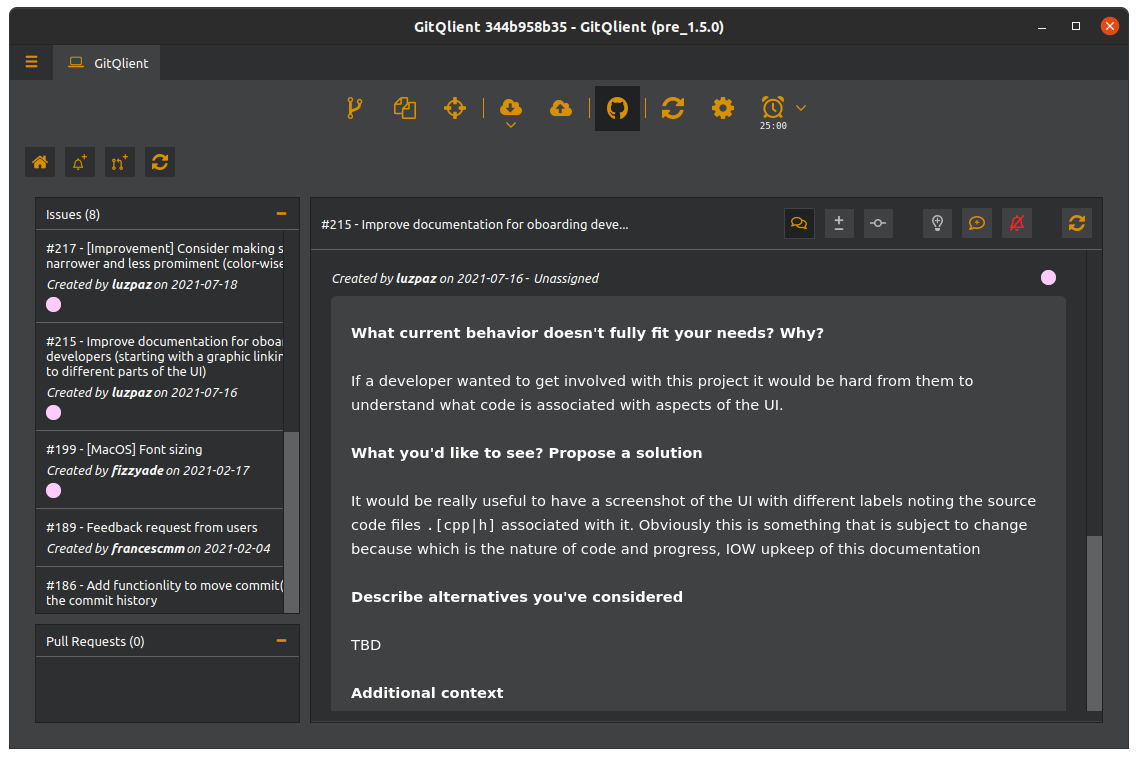 GitQlient 344b958b35 - GitQlient (pre_1.5.0)
GitQlient
25:00
Issues (8)
#217 - [Improvement] Consider making s
narrower and less promiment (color-wise
Created by luzpaz on 2021-07-18
#215 - Improve documentation for oboar
developers (starting with a graphic linkin
to different parts of the UI)
Created by luzpaz on 2021-07-16
#199 - [MacOS] Font sizing
Created by fizzyade on 2021-02-17
#189 - Feedback request from users
Created by francescmm on 2021-02-04
#186 - Add functionlity to move commit(
the commit history
Pull Requests (0)
#215 - Improve documentation for oboarding deve...
Created by luzpaz on 2021-07-16 - Unassigned
What current behavior doesn't fully fit your needs? Why?
If a developer wanted to get involved with this project it would be hard from them to
understand what code is associated with aspects of the UI.
What you'd like to see? Propose a solution
It would be really useful to have a screenshot of the UI with different labels noting the source
code files .[cpp|h] associated with it. Obviously this is something that is subject to change
because which is the nature of code and progress, IOW upkeep of this documentation
Describe alternatives you've considered
TBD
Additional context